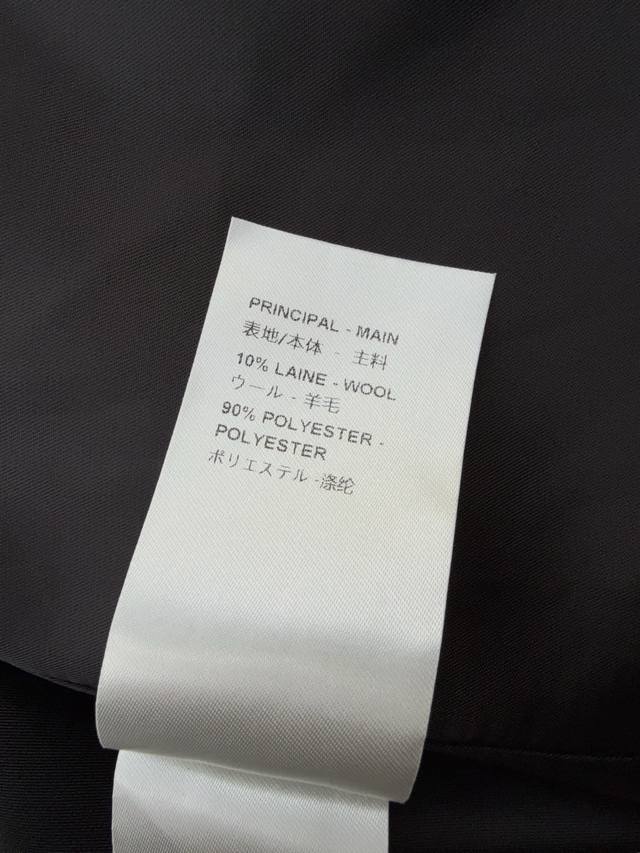 PRINCIPAL - MAIN
表地/本体 - 主料
10% LAINE - WOOL
ウール - 羊毛
90% POLYESTER -
POLYESTER
ポリエステル -涤纶